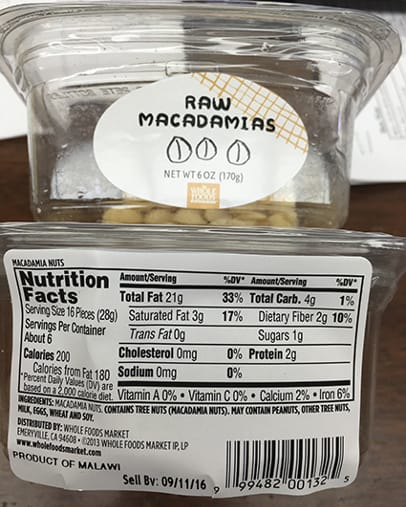 RAW
MACADAMIAS
NET WT 6 OZ (170g)
WHOLE
FOODS
MACADAMIA NUTS
Nutrition
Facts
Serving Size 16 Pieces (28g)
Servings Per Container
About 6
Calories 200
Calories from Fat 180
*Percent Daily Values (DV) are
based on a 2,000 calorie diet.
Amount/Serving %DV* Amount/Serving %DV*
Total Fat 21g 33% Total Carb. 4g 1%
Saturated Fat 3g 17% Dietary Fiber 2g 10%
Trans Fat 0g Sugars 1g
Cholesterol 0mg 0% Protein 2g
Sodium 0mg 0%
Vitamin A 0% • Vitamin C 0% • Calcium 2% • Iron 6%
INGREDIENTS: MACADAMIA NUTS. CONTAINS TREE NUTS (MACADAMIA NUTS). MAY CONTAIN PEANUTS, OTHER TREE NUTS,
MILK, EGGS, WHEAT AND SOY.
DISTRIBUTED BY: WHOLE FOODS MARKET
EMERYVILLE, CA 94608 • ©2013 WHOLE FOODS MARKET IP, LP
www.wholefoodsmarket.com
PRODUCT OF MALAWI
Sell By: 09/11/16
9 99482 00132 5